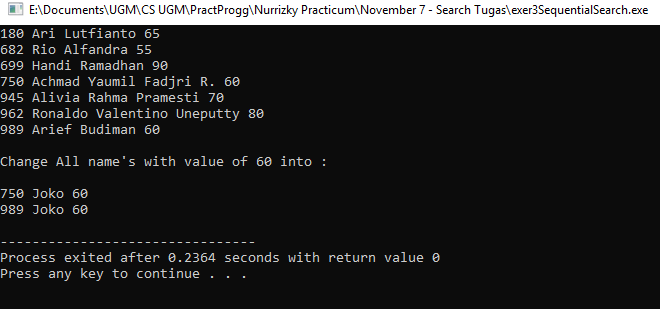 E:\Documents\UGM\CS UGM\PractProgg\Nurrizky Practicum\November 7 - Search Tugas\exer3SequentialSearch.exe
180 Ari Lutfianto 65
682 Rio Alfandra 55
699 Handi Ramadhan 90
750 Achmad Yaumil Fadjri R. 60
945 Alivia Rahma Pramesti 70
962 Ronaldo Valentino Uneputty 80
989 Arief Budiman 60
Change All name's with value of 60 into :
750 Joko 60
989 Joko 60
--------------------------------
Process exited after 0.2364 seconds with return value 0
Press any key to continue . . .